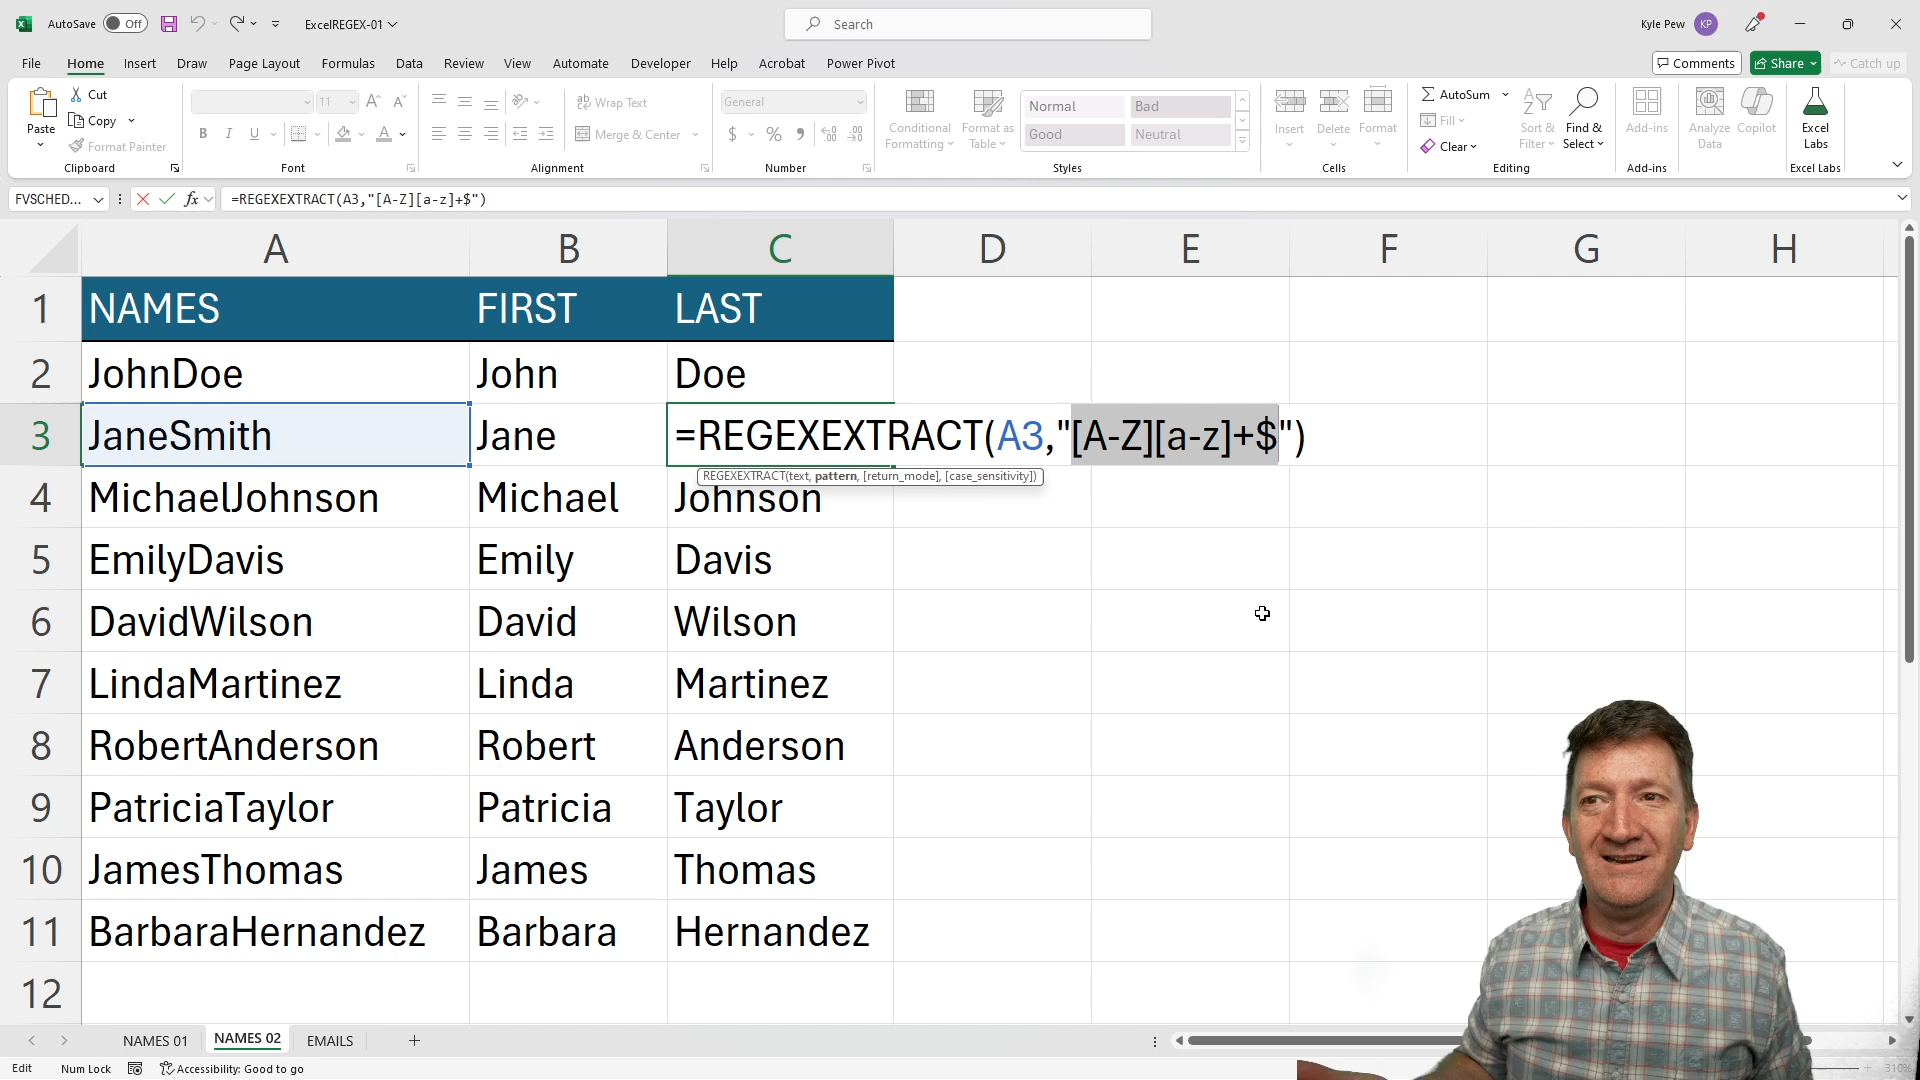 AutoSave Off ExcelREGEX-01 Search Kyle Pew KP
File Home Insert Draw Page Layout Formulas Data Review View Automate Developer Help Acrobat Power Pivot Comments Share Catch up
Paste Cut Copy Format Painter Clipboard
11 B I U A Font
Wrap Text Merge & Center Alignment
General $ % Number
Conditional Formatting Format as Table Normal Bad Good Neutral Styles
Insert Delete Format Cells
AutoSum Fill Clear Sort & Filter Find & Select Editing
Add-ins Add-ins
Analyze Data Copilot
Excel Labs Excel Labs
FVSCHED... fx =REGEXEXTRACT(A3,"[A-Z][a-z]+$")
A B C D E F G H
1 NAMES FIRST LAST
2 JohnDoe John Doe
3 JaneSmith Jane =REGEXEXTRACT(A3,"[A-Z][a-z]+$")
REGEXEXTRACT(text, pattern, [return_mode], [case_sensitivity])
4 MichaelJohnson Michael Johnson
5 EmilyDavis Emily Davis
6 DavidWilson David Wilson
7 LindaMartinez Linda Martinez
8 RobertAnderson Robert Anderson
9 PatriciaTaylor Patricia Taylor
10 JamesThomas James Thomas
11 BarbaraHernandez Barbara Hernandez
12
NAMES 01 NAMES 02 EMAILS
Edit Num Lock Accessibility: Good to go 310%